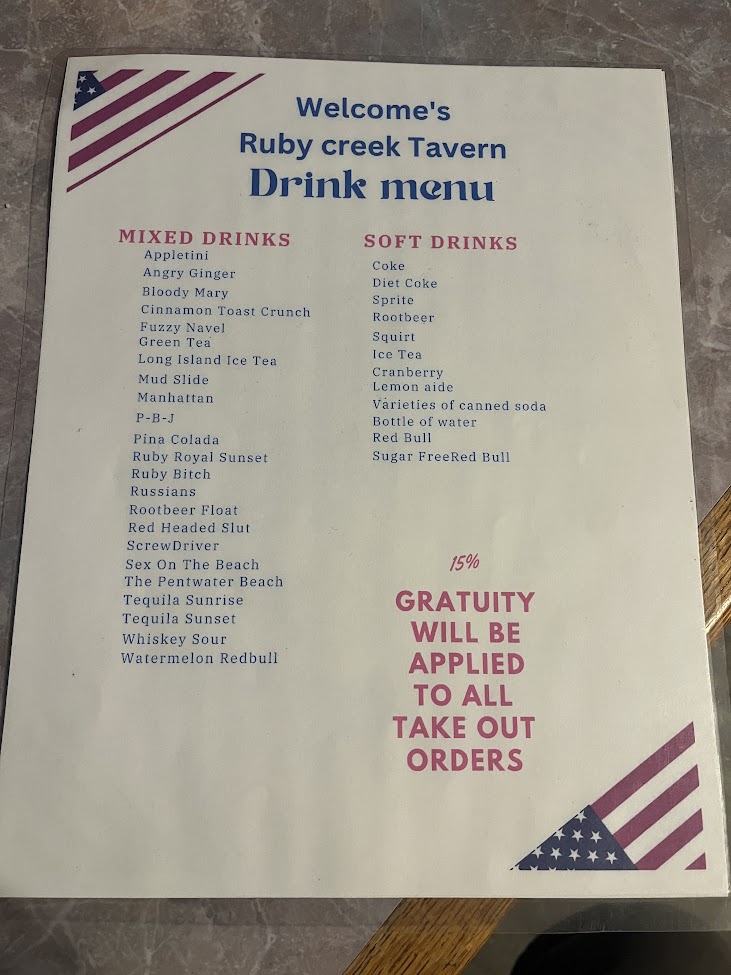 Welcome's
Ruby creek Tavern
Drink menu
MIXED DRINKS
Appletini
Angry Ginger
Bloody Mary
Cinnamon Toast Crunch
Fuzzy Navel
Green Tea
Long Island Ice Tea
Mud Slide
Manhattan
P-B-J
Pina Colada
Ruby Royal Sunset
Ruby Bitch
Russians
Rootbeer Float
Red Headed Slut
ScrewDriver
Sex On The Beach
The Pentwater Beach
Tequila Sunrise
Tequila Sunset
Whiskey Sour
Watermelon Redbull
SOFT DRINKS
Coke
Diet Coke
Sprite
Rootbeer
Squirt
Ice Tea
Cranberry
Lemon aide
Varieties of canned soda
Bottle of water
Red Bull
Sugar FreeRed Bull
15%
GRATUITY
WILL BE
APPLIED
TO ALL
TAKE OUT
ORDERS